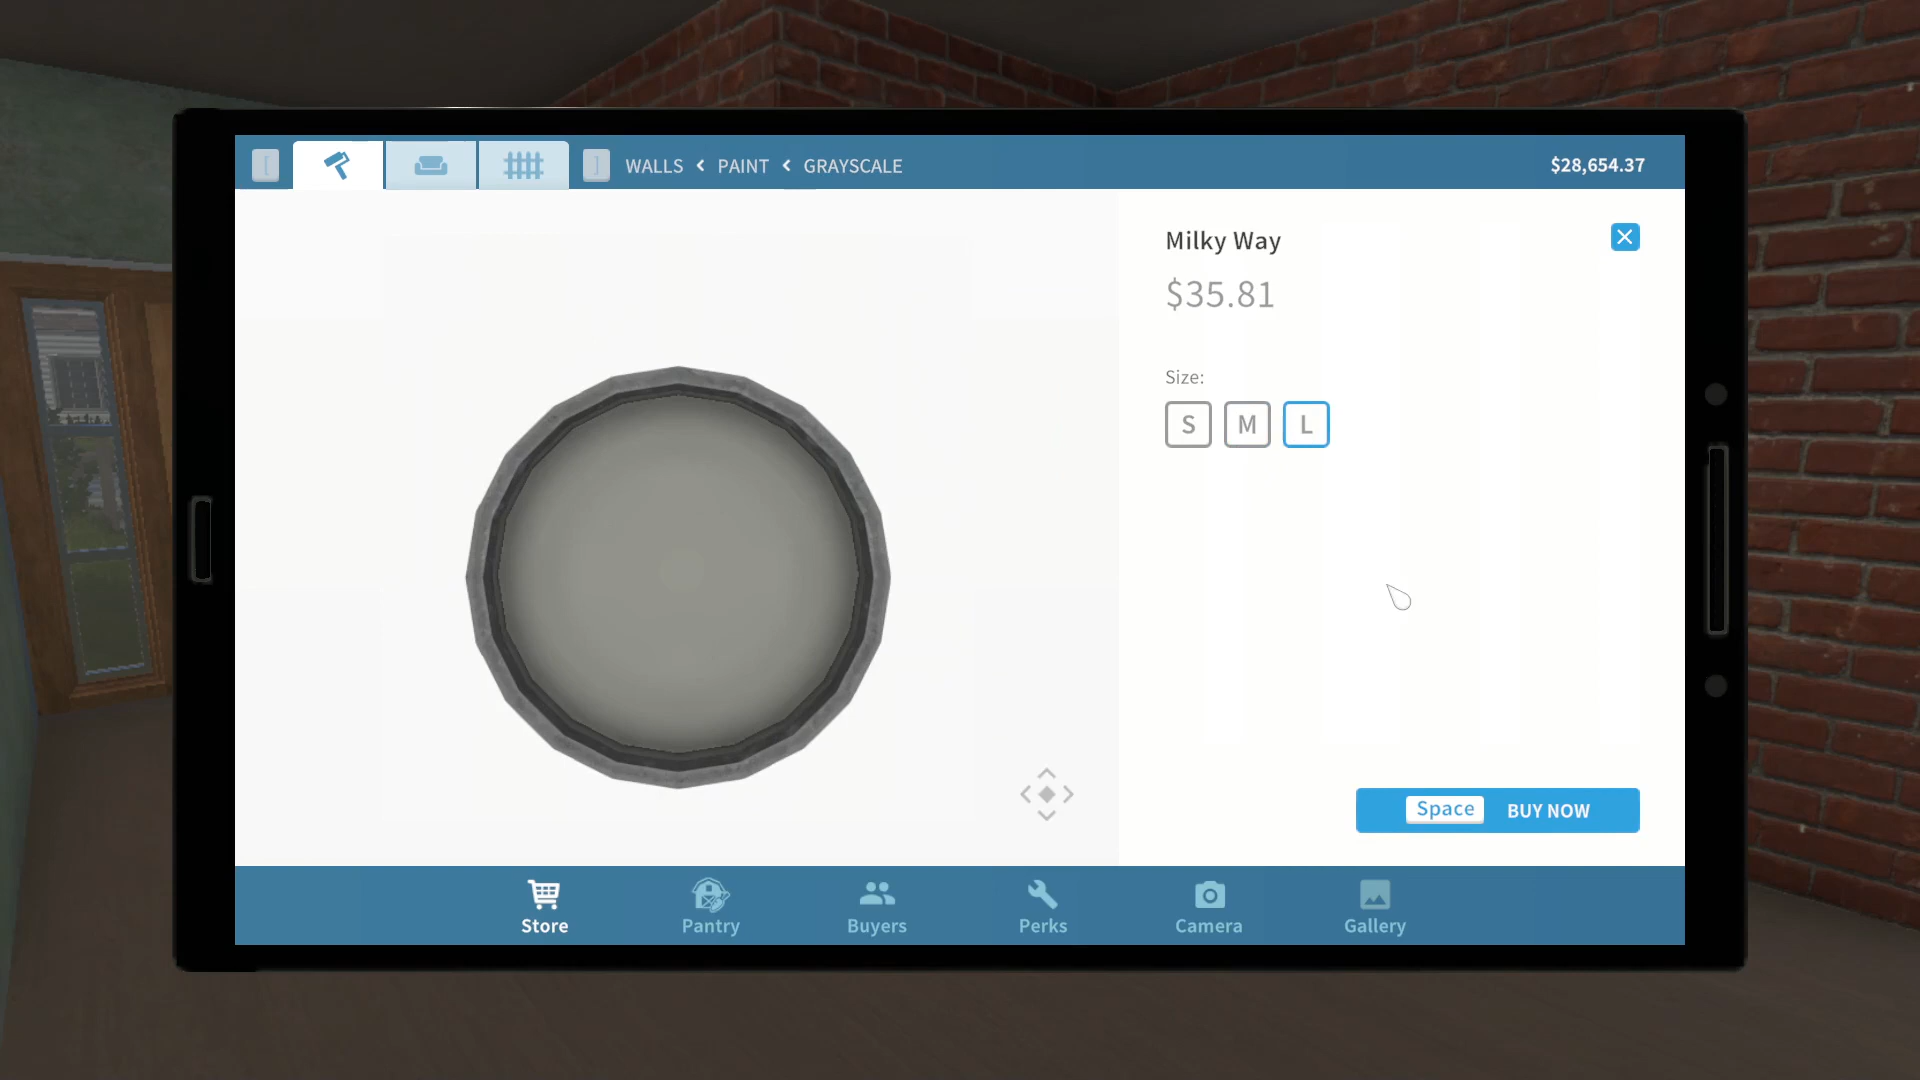 [ ] WALLS < PAINT < GRAYSCALE $28,654.37
Milky Way
$35.81
Size:
S M L
Space BUY NOW
Store Pantry Buyers Perks Camera Gallery